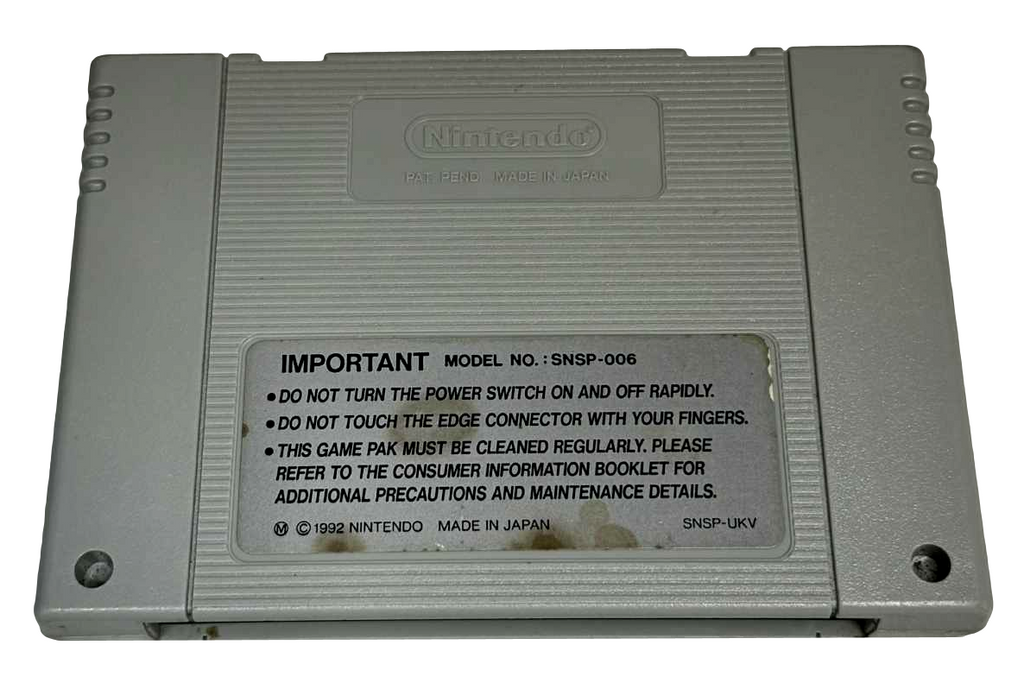 Nintendo®
PAT. PEND. MADE IN JAPAN
IMPORTANT MODEL NO. : SNSP-006
• DO NOT TURN THE POWER SWITCH ON AND OFF RAPIDLY.
• DO NOT TOUCH THE EDGE CONNECTOR WITH YOUR FINGERS.
• THIS GAME PAK MUST BE CLEANED REGULARLY. PLEASE
REFER TO THE CONSUMER INFORMATION BOOKLET FOR
ADDITIONAL PRECAUTIONS AND MAINTENANCE DETAILS.
Ⓜ © 1992 NINTENDO MADE IN JAPAN SNSP-UKV